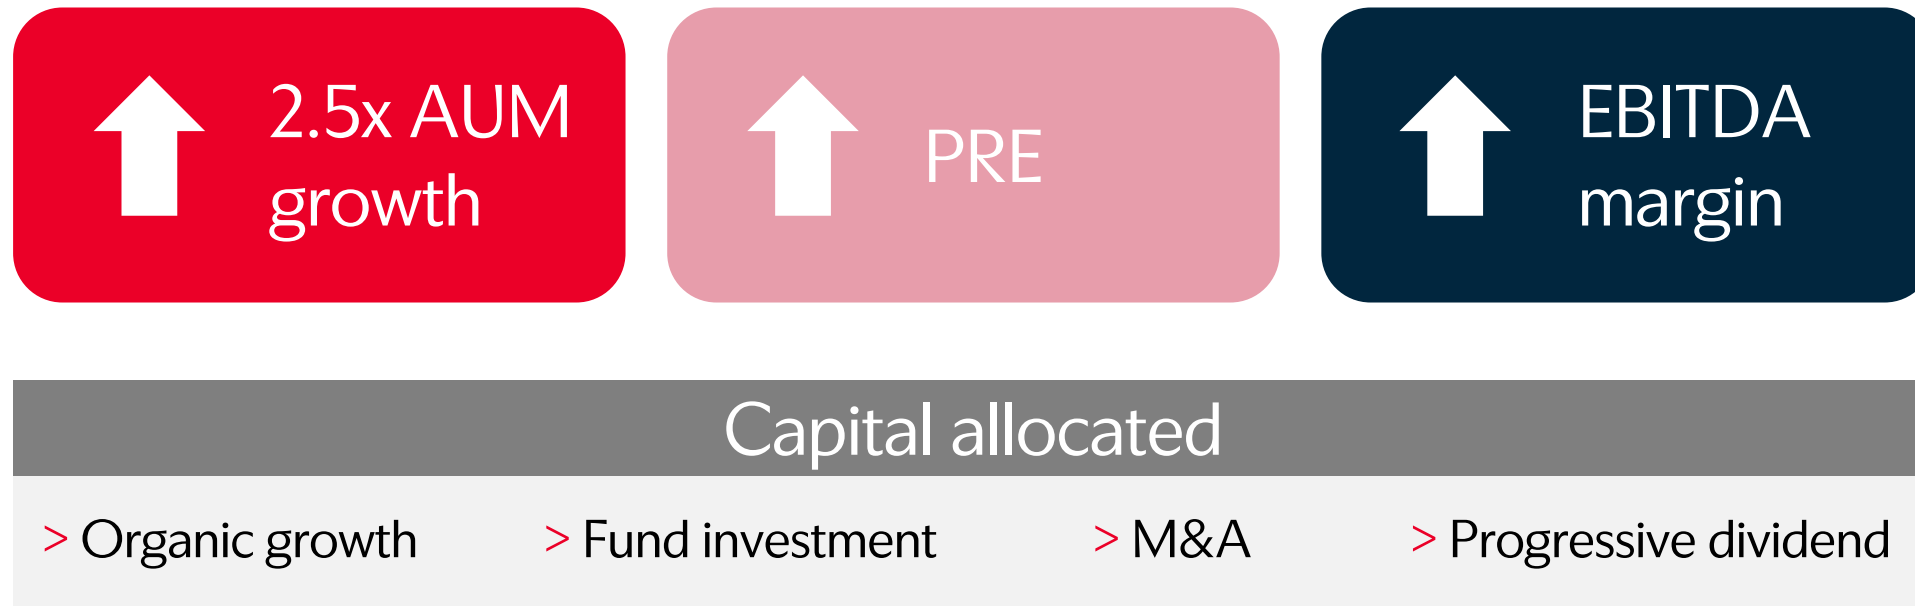 2.5x AUM
growth
PRE
EBITDA
margin
Capital allocated
> Organic growth > Fund investment > M&A > Progressive dividend